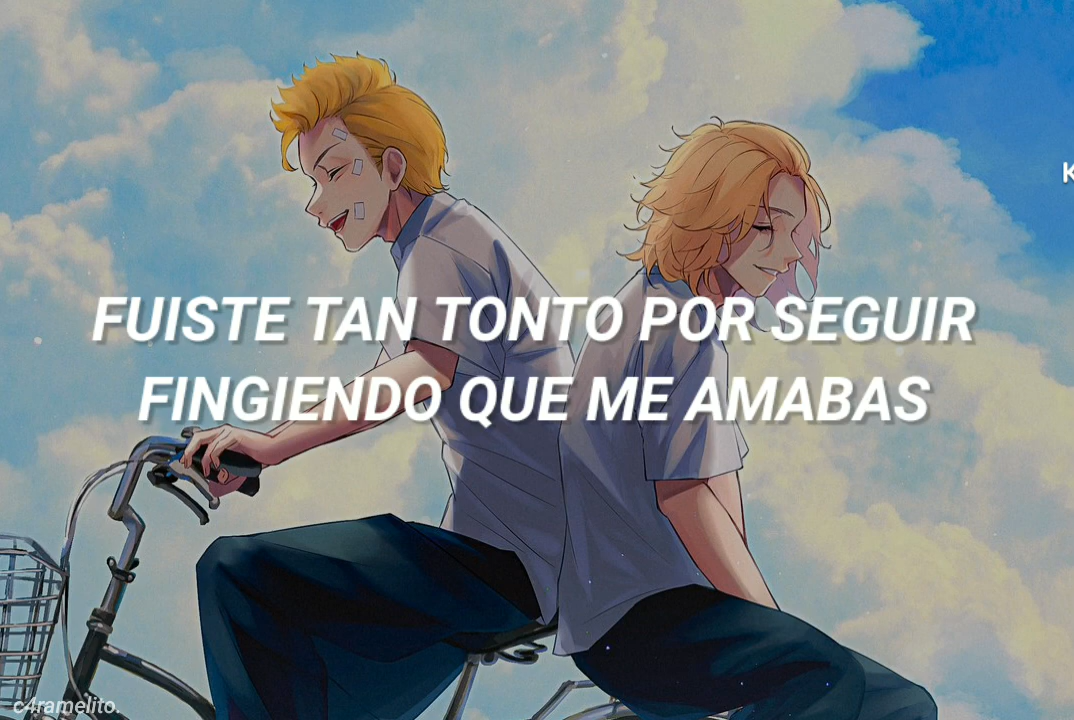 K
FUISTE TAN TONTO POR SEGUIR
FINGIENDO QUE ME AMABAS
c4ramelito.